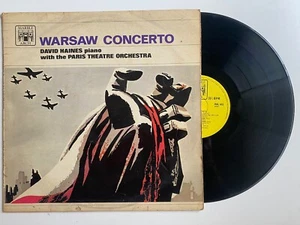 WARSAW CONCERTO
DAVID HAINES piano
with the PARIS THEATRE ORCHESTRA